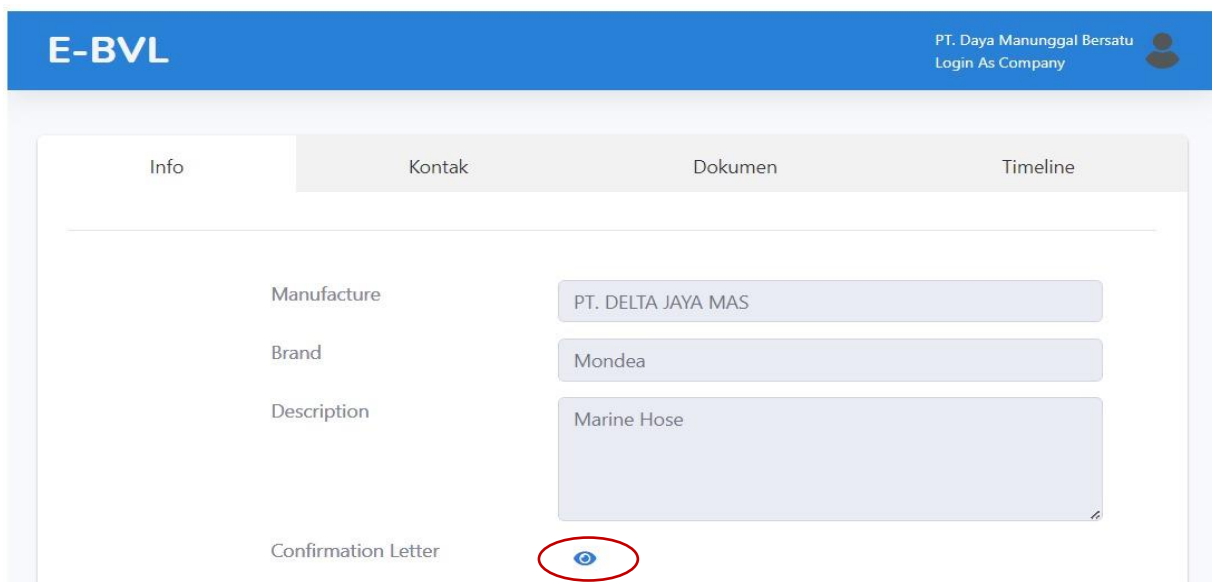 E-BVL
PT. Daya Manunggal Bersatu
Login As Company
Info
Kontak
Dokumen
Timeline
Manufacture
PT. DELTA JAYA MAS
Brand
Mondea
Description
Marine Hose
Confirmation Letter